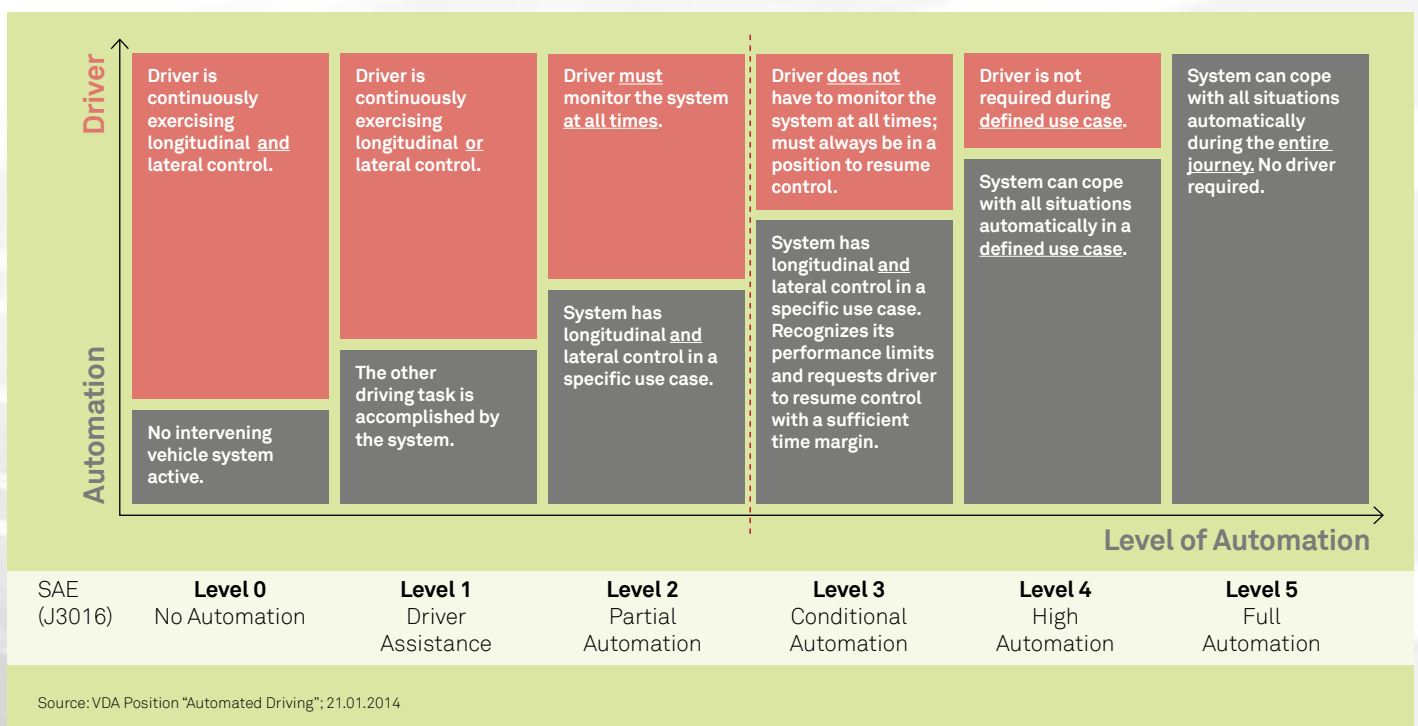 Driver
Automation
Driver is
continuously
exercising
longitudinal and
lateral control.
No intervening
vehicle system
active.
Driver is
continuously
exercising
longitudinal or
lateral control.
The other
driving task is
accomplished by
the system.
Driver must
monitor the system
at all times.
System has
longitudinal and
lateral control in a
specific use case.
Driver does not
have to monitor the
system at all times;
must always be in a
position to resume
control.
System has
longitudinal and
lateral control in a
specific use case.
Recognizes its
performance limits
and requests driver
to resume control
with a sufficient
time margin.
Driver is not
required during
defined use case.
System can cope
with all situations
automatically in a
defined use case.
System can cope
with all situations
automatically
during the entire
journey. No driver
required.
Level of Automation
SAE
(J3016)
Level 0
No Automation
Level 1
Driver
Assistance
Level 2
Partial
Automation
Level 3
Conditional
Automation
Level 4
High
Automation
Level 5
Full
Automation
Source: VDA Position “Automated Driving”; 21.01.2014